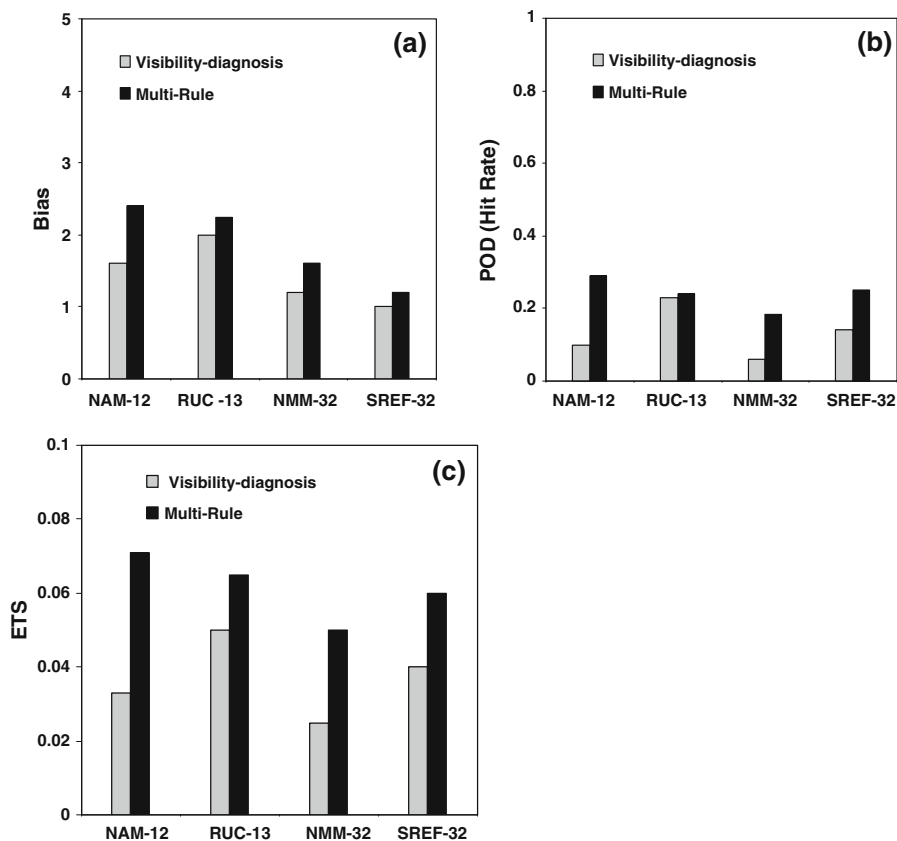 (a)
Visibility-diagnosis
Multi-Rule
Bias
5
4
3
2
1
0
NAM-12 RUC -13 NMM-32 SREF-32
(b)
Visibility-diagnosis
Multi-Rule
POD (Hit Rate)
1
0.8
0.6
0.4
0.2
0
NAM-12 RUC-13 NMM-32 SREF-32
(c)
Visibility-diagnosis
Multi-Rule
ETS
0.1
0.08
0.06
0.04
0.02
0
NAM-12 RUC-13 NMM-32 SREF-32